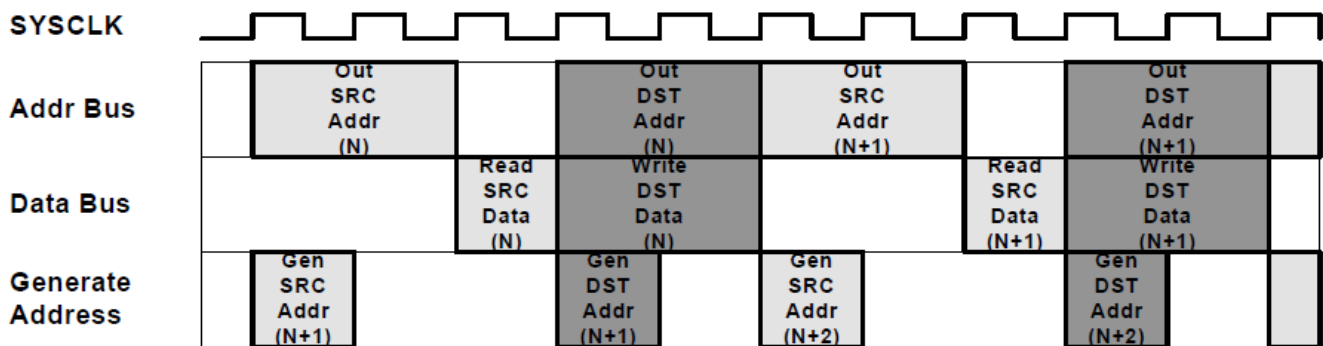 SYSCLK
Addr Bus
Out
SRC
Addr
(N)
Out
DST
Addr
(N)
Out
SRC
Addr
(N+1)
Out
DST
Addr
(N+1)
Data Bus
Read
SRC
Data
(N)
Write
DST
Data
(N)
Read
SRC
Data
(N+1)
Write
DST
Data
(N+1)
Generate
Address
Gen
SRC
Addr
(N+1)
Gen
DST
Addr
(N+1)
Gen
SRC
Addr
(N+2)
Gen
DST
Addr
(N+2)